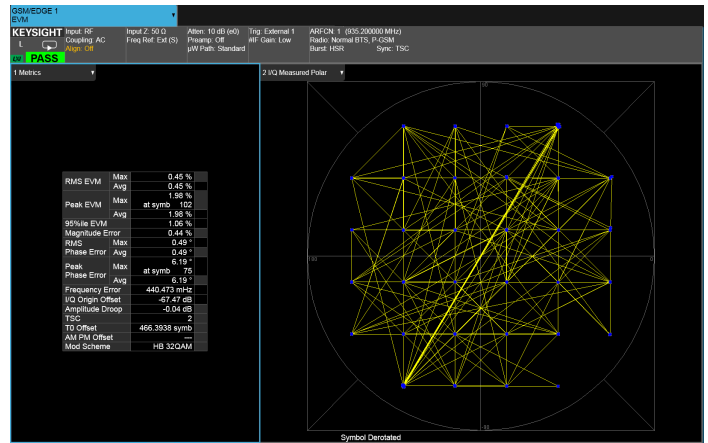 GSM/EDGE 1
EVM
KEYSIGHT Input: RF Input Z: 50 Ω Atten: 10 dB (e0) Trig: External 1 ARFCN: 1 (935.200000 MHz)
L Coupling: AC Freq Ref: Ext (S) Preamp: Off #IF Gain: Low Radio: Normal BTS, P-GSM
Align: Off µW Path: Standard Burst: HSR Sync: TSC
PASS
1 Metrics
2 I/Q Measured Polar
RMS EVM Max 0.45 %
Avg 0.45 %
Peak EVM Max 1.98 %
at symb 102
Avg 1.98 %
95%ile EVM 1.06 %
Magnitude Error 0.44 %
RMS Phase Error Max 0.49 °
Avg 0.49 °
Peak Phase Error Max 6.19 °
at symb 75
Avg 6.19 °
Frequency Error 440.473 mHz
I/Q Origin Offset -67.47 dB
Amplitude Droop -0.04 dB
TSC 2
T0 Offset 466.3938 symb
AM PM Offset ---
Mod Scheme HB 32QAM
90
180
0
-90
Symbol Derotated